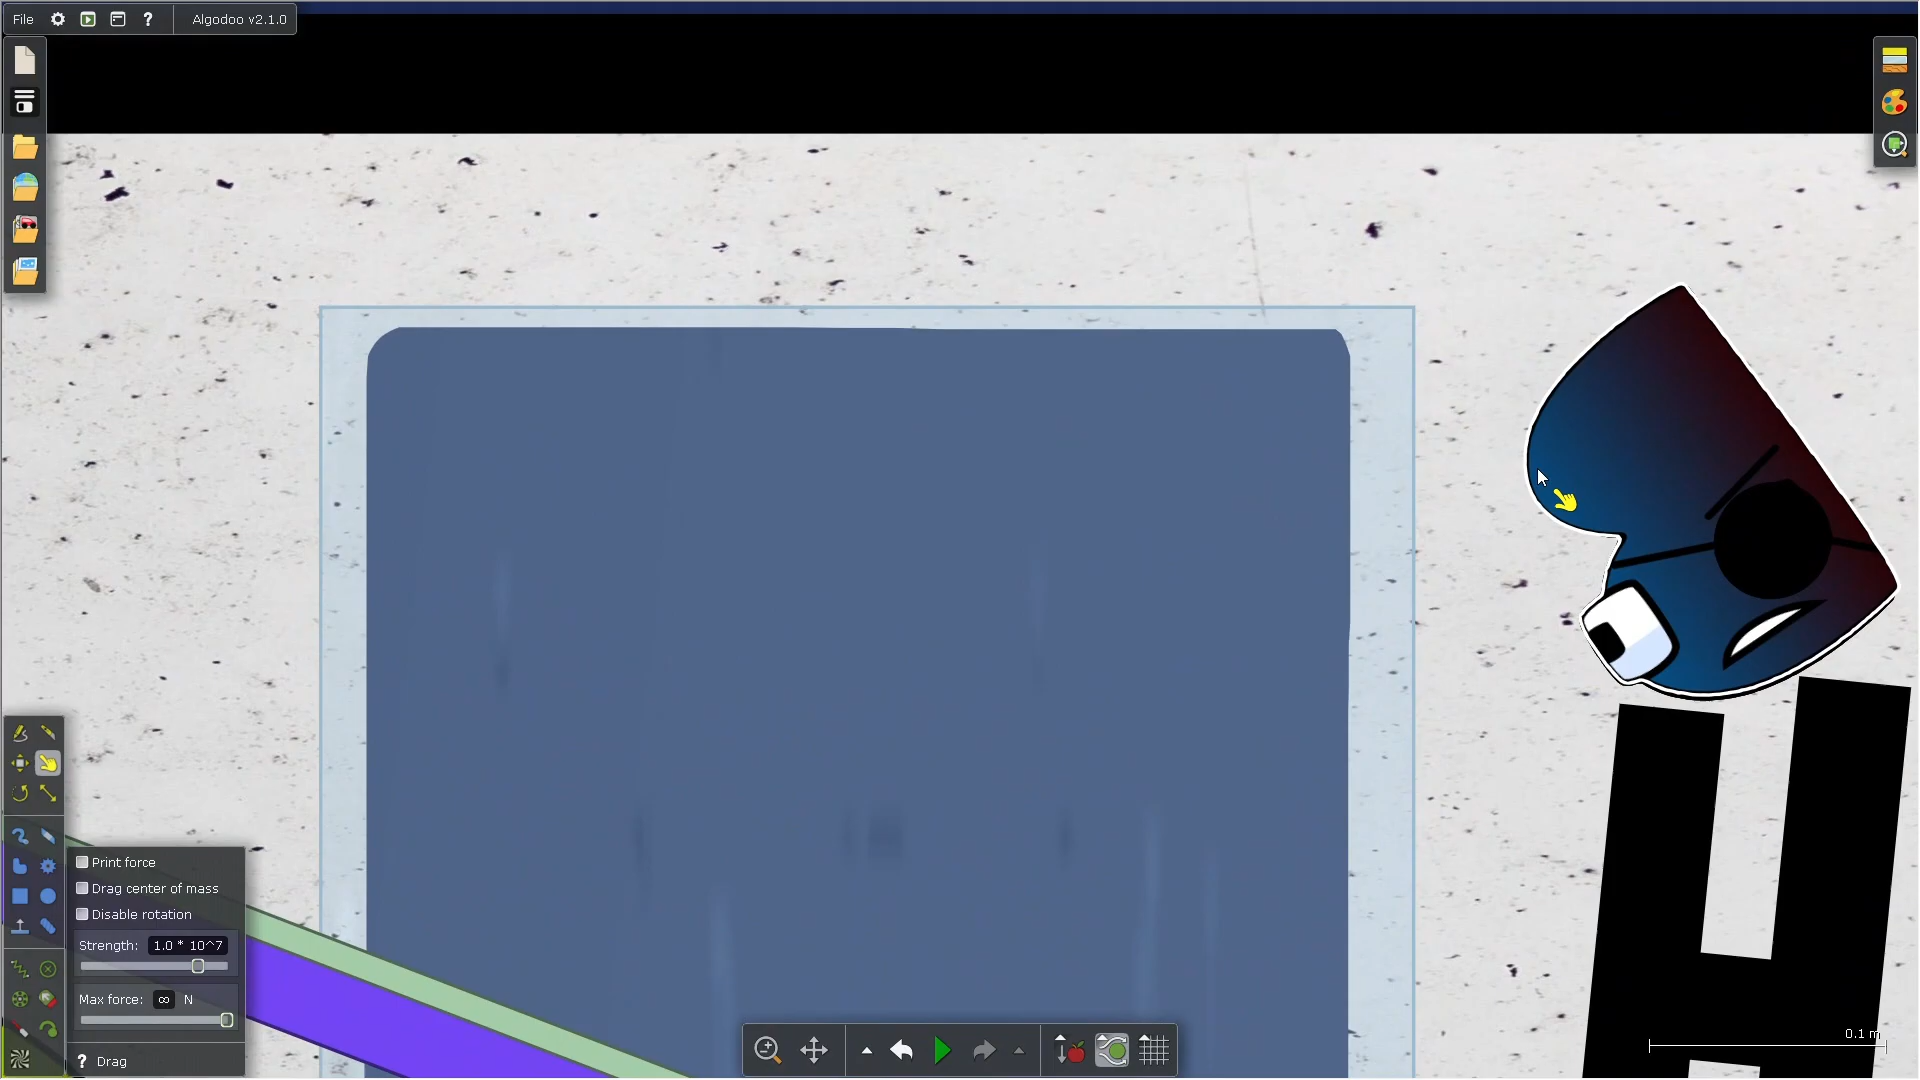 File ? Algodoo v2.1.0
Print force
Drag center of mass
Disable rotation
Strength: 1.0 * 10^7
Max force: ∞ N
? Drag
0.1 m